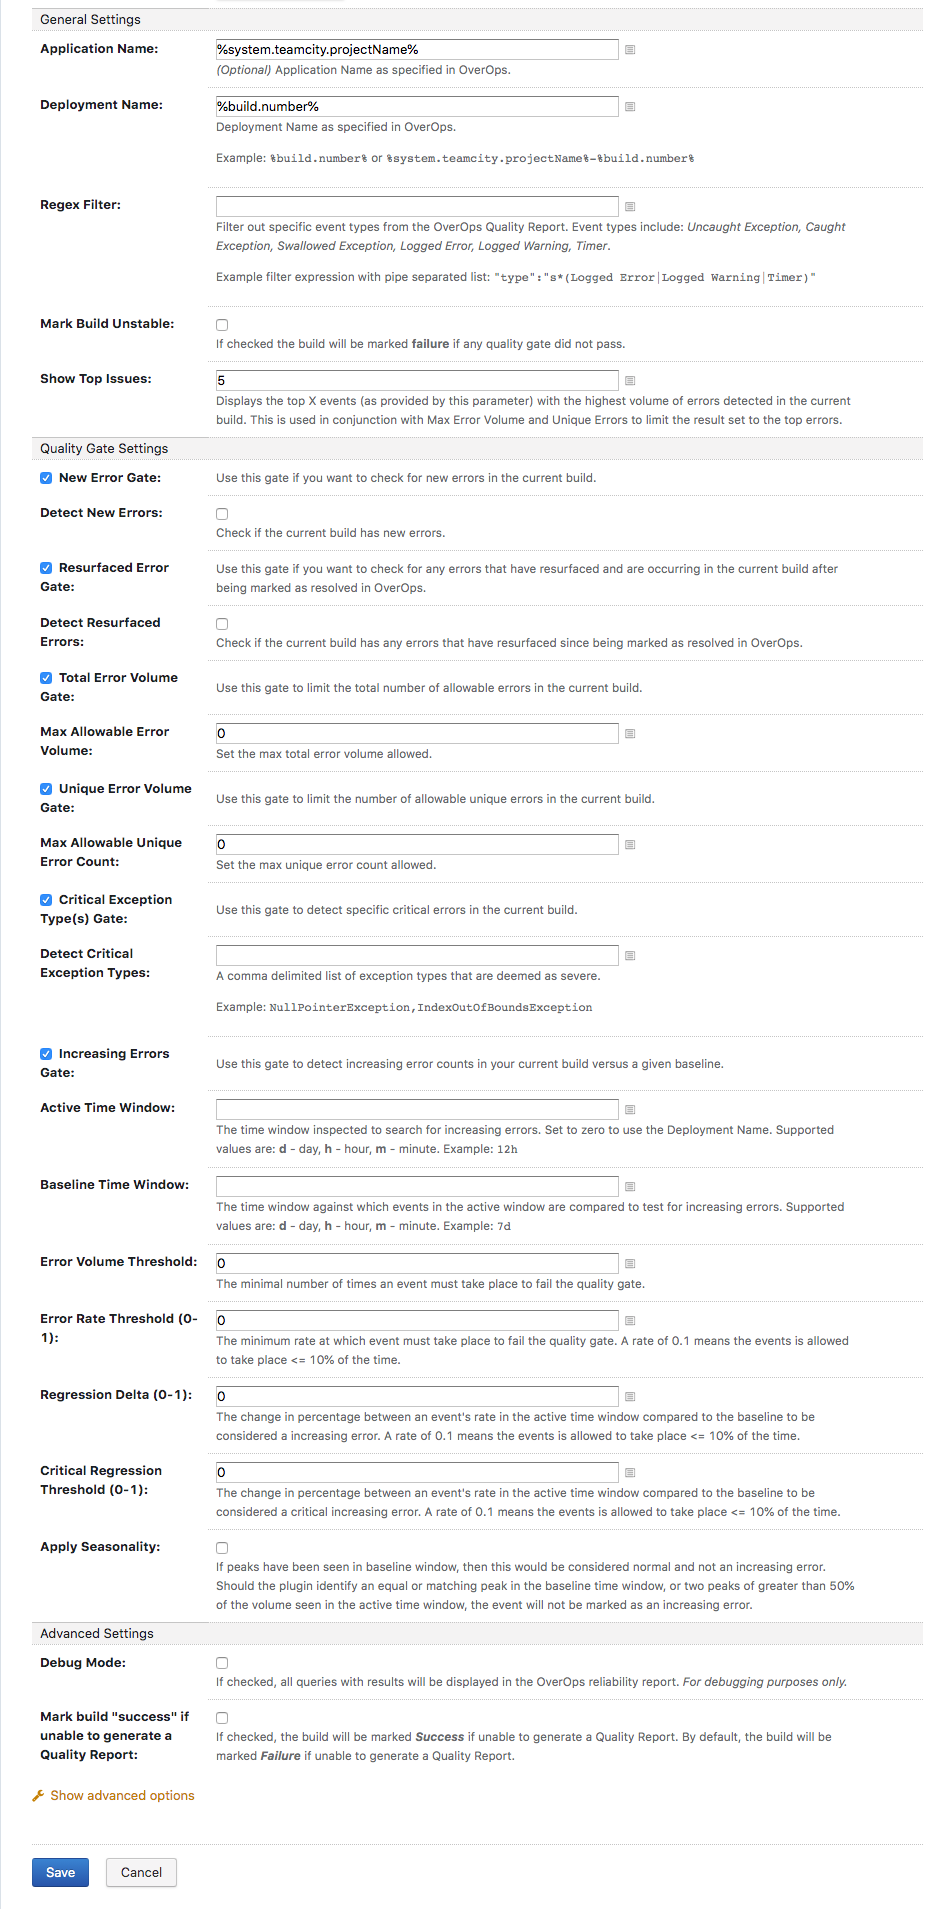 General Settings
Application Name:
%system.teamcity.projectName%
(Optional) Application Name as specified in OverOps.
Deployment Name:
%build.number%
Deployment Name as specified in OverOps.
Example: %build.number% or %system.teamcity.projectName%-%build.number%
Regex Filter:
Filter out specific event types from the OverOps Quality Report. Event types include: Uncaught Exception, Caught
Exception, Swallowed Exception, Logged Error, Logged Warning, Timer.
Example filter expression with pipe separated list: "type":"s*(Logged Error|Logged Warning|Timer)"
Mark Build Unstable:
If checked the build will be marked failure if any quality gate did not pass.
Show Top Issues:
5
Displays the top X events (as provided by this parameter) with the highest volume of errors detected in the current
build. This is used in conjunction with Max Error Volume and Unique Errors to limit the result set to the top errors.
Quality Gate Settings
New Error Gate:
Use this gate if you want to check for new errors in the current build.
Detect New Errors:
Check if the current build has new errors.
Resurfaced Error
Gate:
Use this gate if you want to check for any errors that have resurfaced and are occurring in the current build after
being marked as resolved in OverOps.
Detect Resurfaced
Errors:
Check if the current build has any errors that have resurfaced since being marked as resolved in OverOps.
Total Error Volume
Gate:
Use this gate to limit the total number of allowable errors in the current build.
Max Allowable Error
Volume:
0
Set the max total error volume allowed.
Unique Error Volume
Gate:
Use this gate to limit the number of allowable unique errors in the current build.
Max Allowable Unique
Error Count:
0
Set the max unique error count allowed.
Critical Exception
Type(s) Gate:
Use this gate to detect specific critical errors in the current build.
Detect Critical
Exception Types:
A comma delimited list of exception types that are deemed as severe.
Example: NullPointerException,IndexOutOfBoundsException
Increasing Errors
Gate:
Use this gate to detect increasing error counts in your current build versus a given baseline.
Active Time Window:
The time window inspected to search for increasing errors. Set to zero to use the Deployment Name. Supported
values are: d - day, h - hour, m - minute. Example: 12h
Baseline Time Window:
The time window against which events in the active window are compared to test for increasing errors. Supported
values are: d - day, h - hour, m - minute. Example: 7d
Error Volume Threshold:
0
The minimal number of times an event must take place to fail the quality gate.
Error Rate Threshold (0-
1):
0
The minimum rate at which event must take place to fail the quality gate. A rate of 0.1 means the events is allowed
to take place <= 10% of the time.
Regression Delta (0-1):
0
The change in percentage between an event's rate in the active time window compared to the baseline to be
considered a increasing error. A rate of 0.1 means the events is allowed to take place <= 10% of the time.
Critical Regression
Threshold (0-1):
0
The change in percentage between an event's rate in the active time window compared to the baseline to be
considered a critical increasing error. A rate of 0.1 means the events is allowed to take place <= 10% of the time.
Apply Seasonality:
If peaks have been seen in baseline window, then this would be considered normal and not an increasing error.
Should the plugin identify an equal or matching peak in the baseline time window, or two peaks of greater than 50%
of the volume seen in the active time window, the event will not be marked as an increasing error.
Advanced Settings
Debug Mode:
If checked, all queries with results will be displayed in the OverOps reliability report. For debugging purposes only.
Mark build "success" if
unable to generate a
Quality Report:
If checked, the build will be marked Success if unable to generate a Quality Report. By default, the build will be
marked Failure if unable to generate a Quality Report.
Show advanced options
Save
Cancel